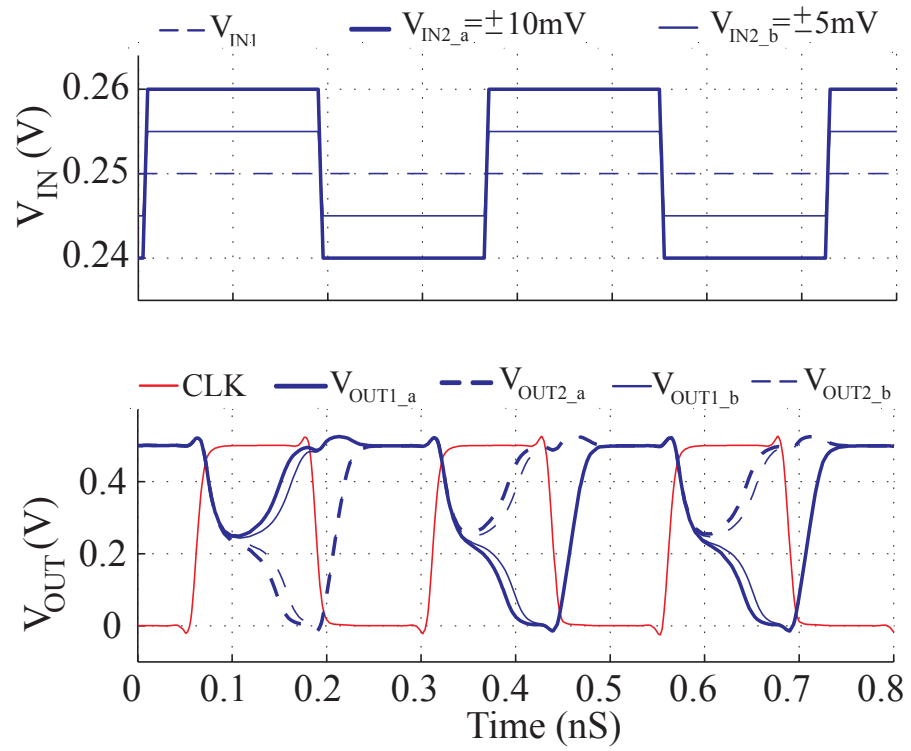 V_IN1 V_IN2_a=±10mV V_IN2_b=±5mV
0.26
0.25
0.24
V_IN (V)
CLK V_OUT1_a V_OUT2_a V_OUT1_b V_OUT2_b
0.4
0.2
0
V_OUT (V)
0 0.1 0.2 0.3 0.4 0.5 0.6 0.7 0.8
Time (nS)